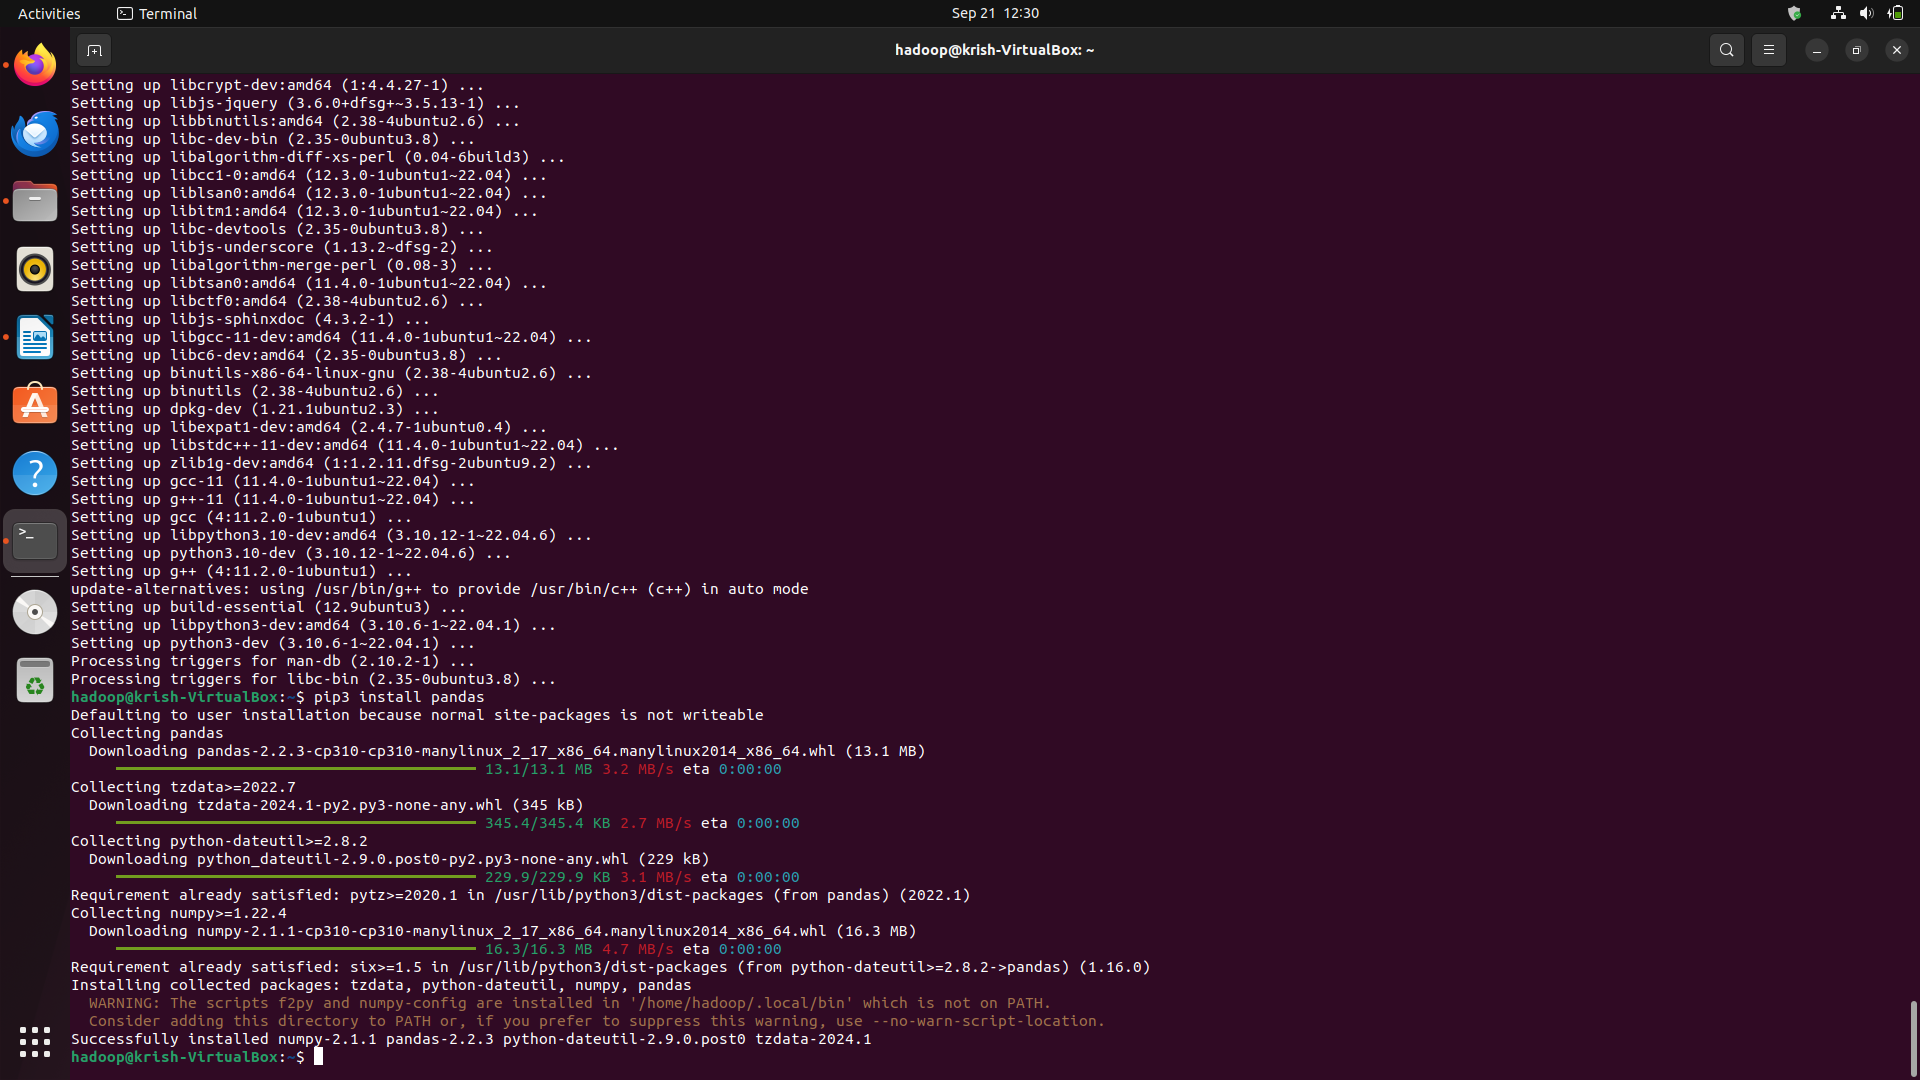 Activities
Terminal
Sep 21 12:30
hadoop@krish-VirtualBox: ~
Setting up libcrypt-dev:amd64 (1:4.4.27-1) ...
Setting up libjs-jquery (3.6.0+dfsg+~3.5.13-1) ...
Setting up libbinutils:amd64 (2.38-4ubuntu2.6) ...
Setting up libc-dev-bin (2.35-0ubuntu3.8) ...
Setting up libalgorithm-diff-xs-perl (0.04-6build3) ...
Setting up libcc1-0:amd64 (12.3.0-1ubuntu1~22.04) ...
Setting up liblsan0:amd64 (12.3.0-1ubuntu1~22.04) ...
Setting up libitm1:amd64 (12.3.0-1ubuntu1~22.04) ...
Setting up libc-devtools (2.35-0ubuntu3.8) ...
Setting up libjs-underscore (1.13.2~dfsg-2) ...
Setting up libalgorithm-merge-perl (0.08-3) ...
Setting up libtsan0:amd64 (11.4.0-1ubuntu1~22.04) ...
Setting up libctf0:amd64 (2.38-4ubuntu2.6) ...
Setting up libjs-sphinxdoc (4.3.2-1) ...
Setting up libgcc-11-dev:amd64 (11.4.0-1ubuntu1~22.04) ...
Setting up libc6-dev:amd64 (2.35-0ubuntu3.8) ...
Setting up binutils-x86-64-linux-gnu (2.38-4ubuntu2.6) ...
Setting up binutils (2.38-4ubuntu2.6) ...
Setting up dpkg-dev (1.21.1ubuntu2.3) ...
Setting up libexpat1-dev:amd64 (2.4.7-1ubuntu0.4) ...
Setting up libstdc++-11-dev:amd64 (11.4.0-1ubuntu1~22.04) ...
Setting up zlib1g-dev:amd64 (1:1.2.11.dfsg-2ubuntu9.2) ...
Setting up gcc-11 (11.4.0-1ubuntu1~22.04) ...
Setting up g++-11 (11.4.0-1ubuntu1~22.04) ...
Setting up gcc (4:11.2.0-1ubuntu1) ...
Setting up libpython3.10-dev:amd64 (3.10.12-1~22.04.6) ...
Setting up python3.10-dev (3.10.12-1~22.04.6) ...
Setting up g++ (4:11.2.0-1ubuntu1) ...
update-alternatives: using /usr/bin/g++ to provide /usr/bin/c++ (c++) in auto mode
Setting up build-essential (12.9ubuntu3) ...
Setting up libpython3-dev:amd64 (3.10.6-1~22.04.1) ...
Setting up python3-dev (3.10.6-1~22.04.1) ...
Processing triggers for man-db (2.10.2-1) ...
Processing triggers for libc-bin (2.35-0ubuntu3.8) ...
hadoop@krish-VirtualBox:~$ pip3 install pandas
Defaulting to user installation because normal site-packages is not writeable
Collecting pandas
  Downloading pandas-2.2.3-cp310-cp310-manylinux_2_17_x86_64.manylinux2014_x86_64.whl (13.1 MB)
13.1/13.1 MB 3.2 MB/s eta 0:00:00
Collecting tzdata>=2022.7
  Downloading tzdata-2024.1-py2.py3-none-any.whl (345 kB)
345.4/345.4 KB 2.7 MB/s eta 0:00:00
Collecting python-dateutil>=2.8.2
  Downloading python_dateutil-2.9.0.post0-py2.py3-none-any.whl (229 kB)
229.9/229.9 KB 3.1 MB/s eta 0:00:00
Requirement already satisfied: pytz>=2020.1 in /usr/lib/python3/dist-packages (from pandas) (2022.1)
Collecting numpy>=1.22.4
  Downloading numpy-2.1.1-cp310-cp310-manylinux_2_17_x86_64.manylinux2014_x86_64.whl (16.3 MB)
16.3/16.3 MB 4.7 MB/s eta 0:00:00
Requirement already satisfied: six>=1.5 in /usr/lib/python3/dist-packages (from python-dateutil>=2.8.2->pandas) (1.16.0)
Installing collected packages: tzdata, python-dateutil, numpy, pandas
  WARNING: The scripts f2py and numpy-config are installed in '/home/hadoop/.local/bin' which is not on PATH.
  Consider adding this directory to PATH or, if you prefer to suppress this warning, use --no-warn-script-location.
Successfully installed numpy-2.1.1 pandas-2.2.3 python-dateutil-2.9.0.post0 tzdata-2024.1
hadoop@krish-VirtualBox:~$